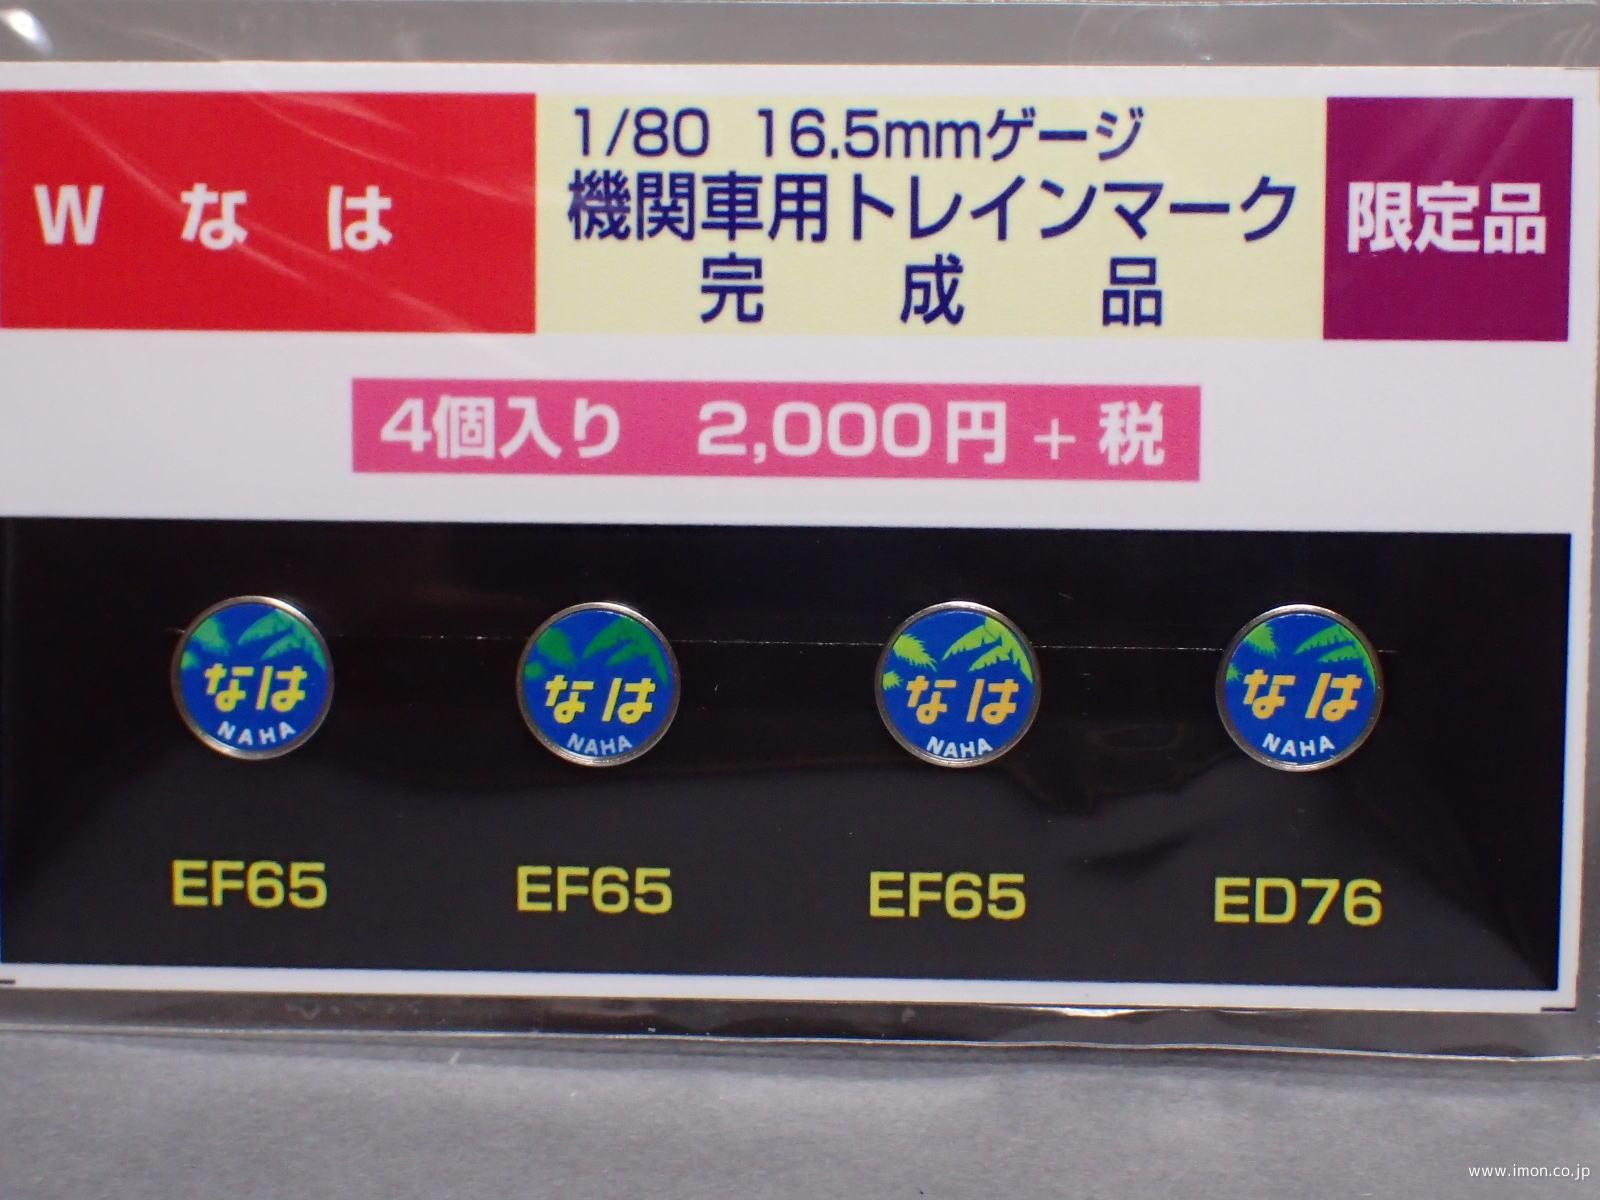 W なは
1/80 16.5mmゲージ
機関車用トレインマーク
完成品
限定品
4個入り 2,000円+税
なは
NAHA
なは
NAHA
なは
NAHA
なは
NAHA
EF65
EF65
EF65
ED76
www.imon.co.jp